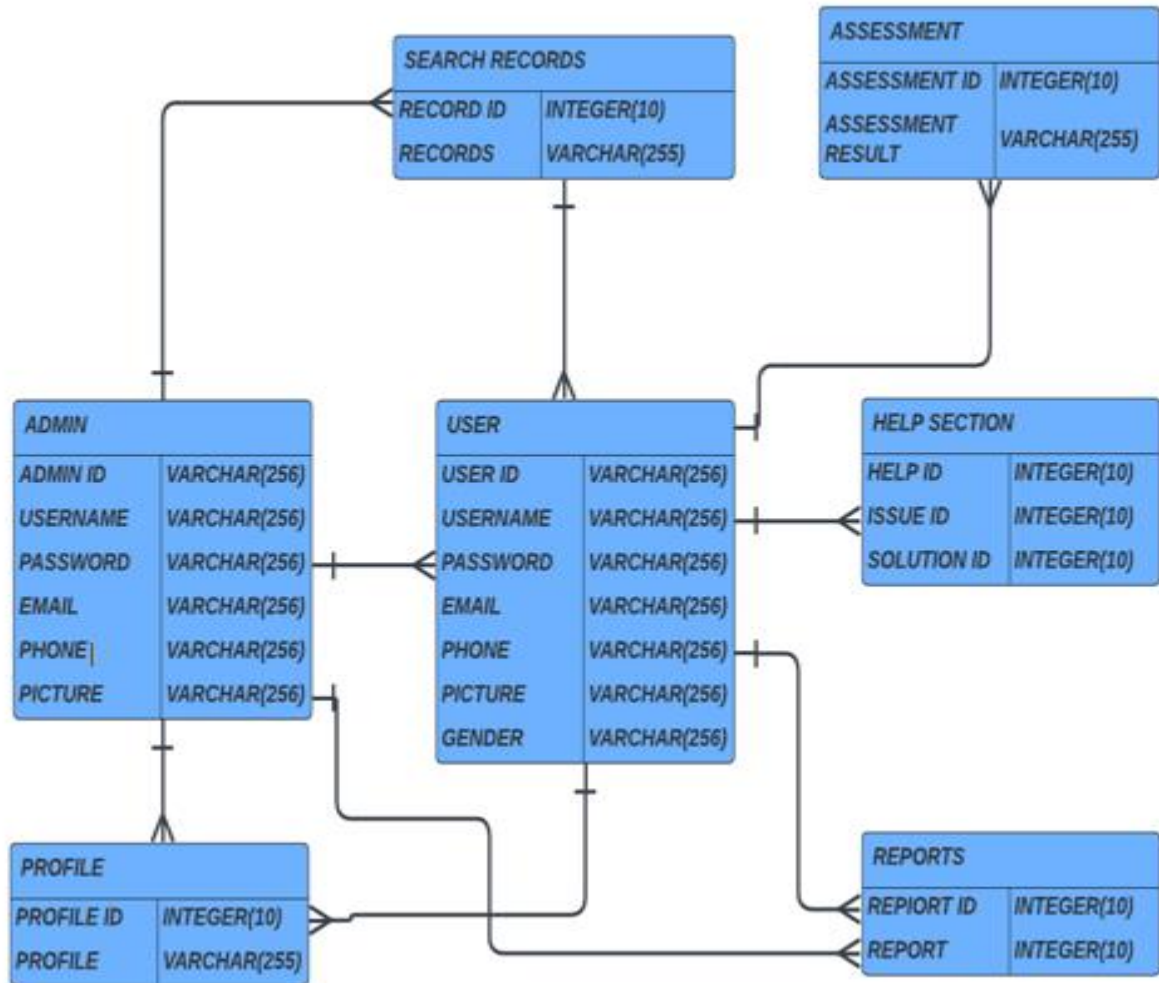 SEARCH RECORDS
RECORD ID INTEGER(10)
RECORDS VARCHAR(255)
ASSESSMENT
ASSESSMENT ID INTEGER(10)
ASSESSMENT
RESULT VARCHAR(255)
ADMIN
ADMIN ID VARCHAR(256)
USERNAME VARCHAR(256)
PASSWORD VARCHAR(256)
EMAIL VARCHAR(256)
PHONE VARCHAR(256)
PICTURE VARCHAR(256)
USER
USER ID VARCHAR(256)
USERNAME VARCHAR(256)
PASSWORD VARCHAR(256)
EMAIL VARCHAR(256)
PHONE VARCHAR(256)
PICTURE VARCHAR(256)
GENDER VARCHAR(256)
HELP SECTION
HELP ID INTEGER(10)
ISSUE ID INTEGER(10)
SOLUTION ID INTEGER(10)
PROFILE
PROFILE ID INTEGER(10)
PROFILE VARCHAR(255)
REPORTS
REPIORT ID INTEGER(10)
REPORT INTEGER(10)